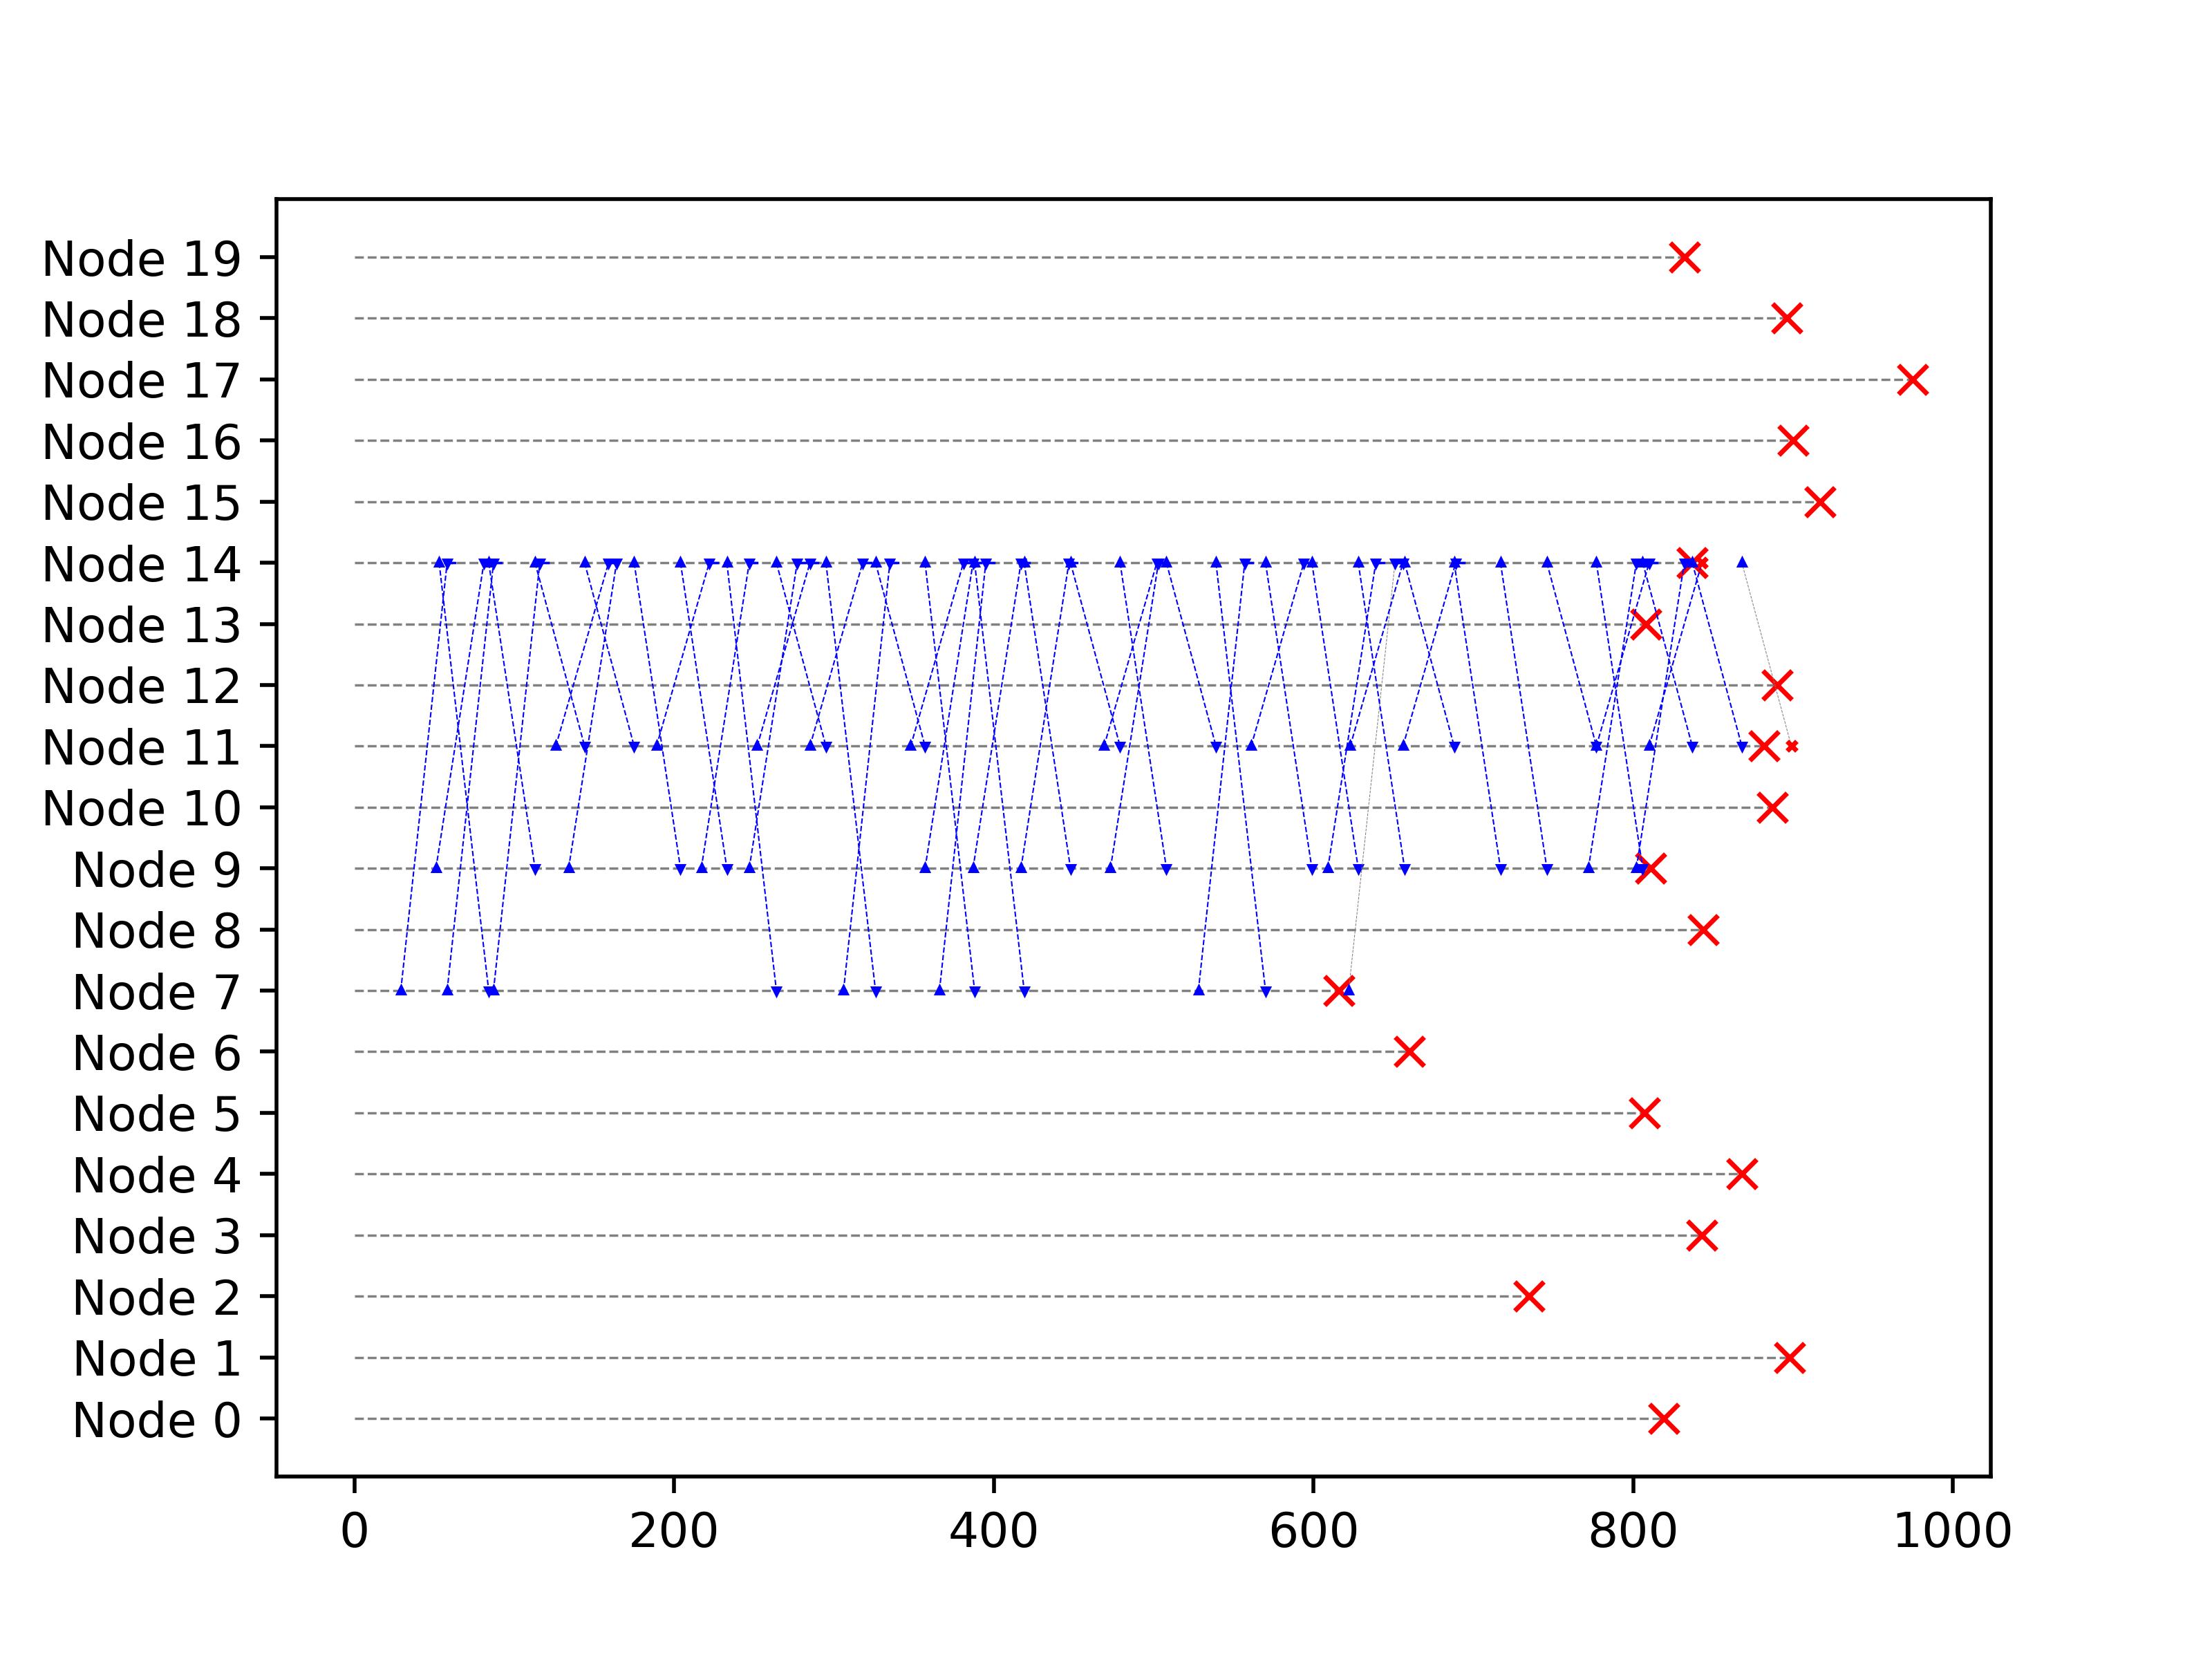 Node 19
Node 18
Node 17
Node 16
Node 15
Node 14
Node 13
Node 12
Node 11
Node 10
Node 9
Node 8
Node 7
Node 6
Node 5
Node 4
Node 3
Node 2
Node 1
Node 0
0 200 400 600 800 1000